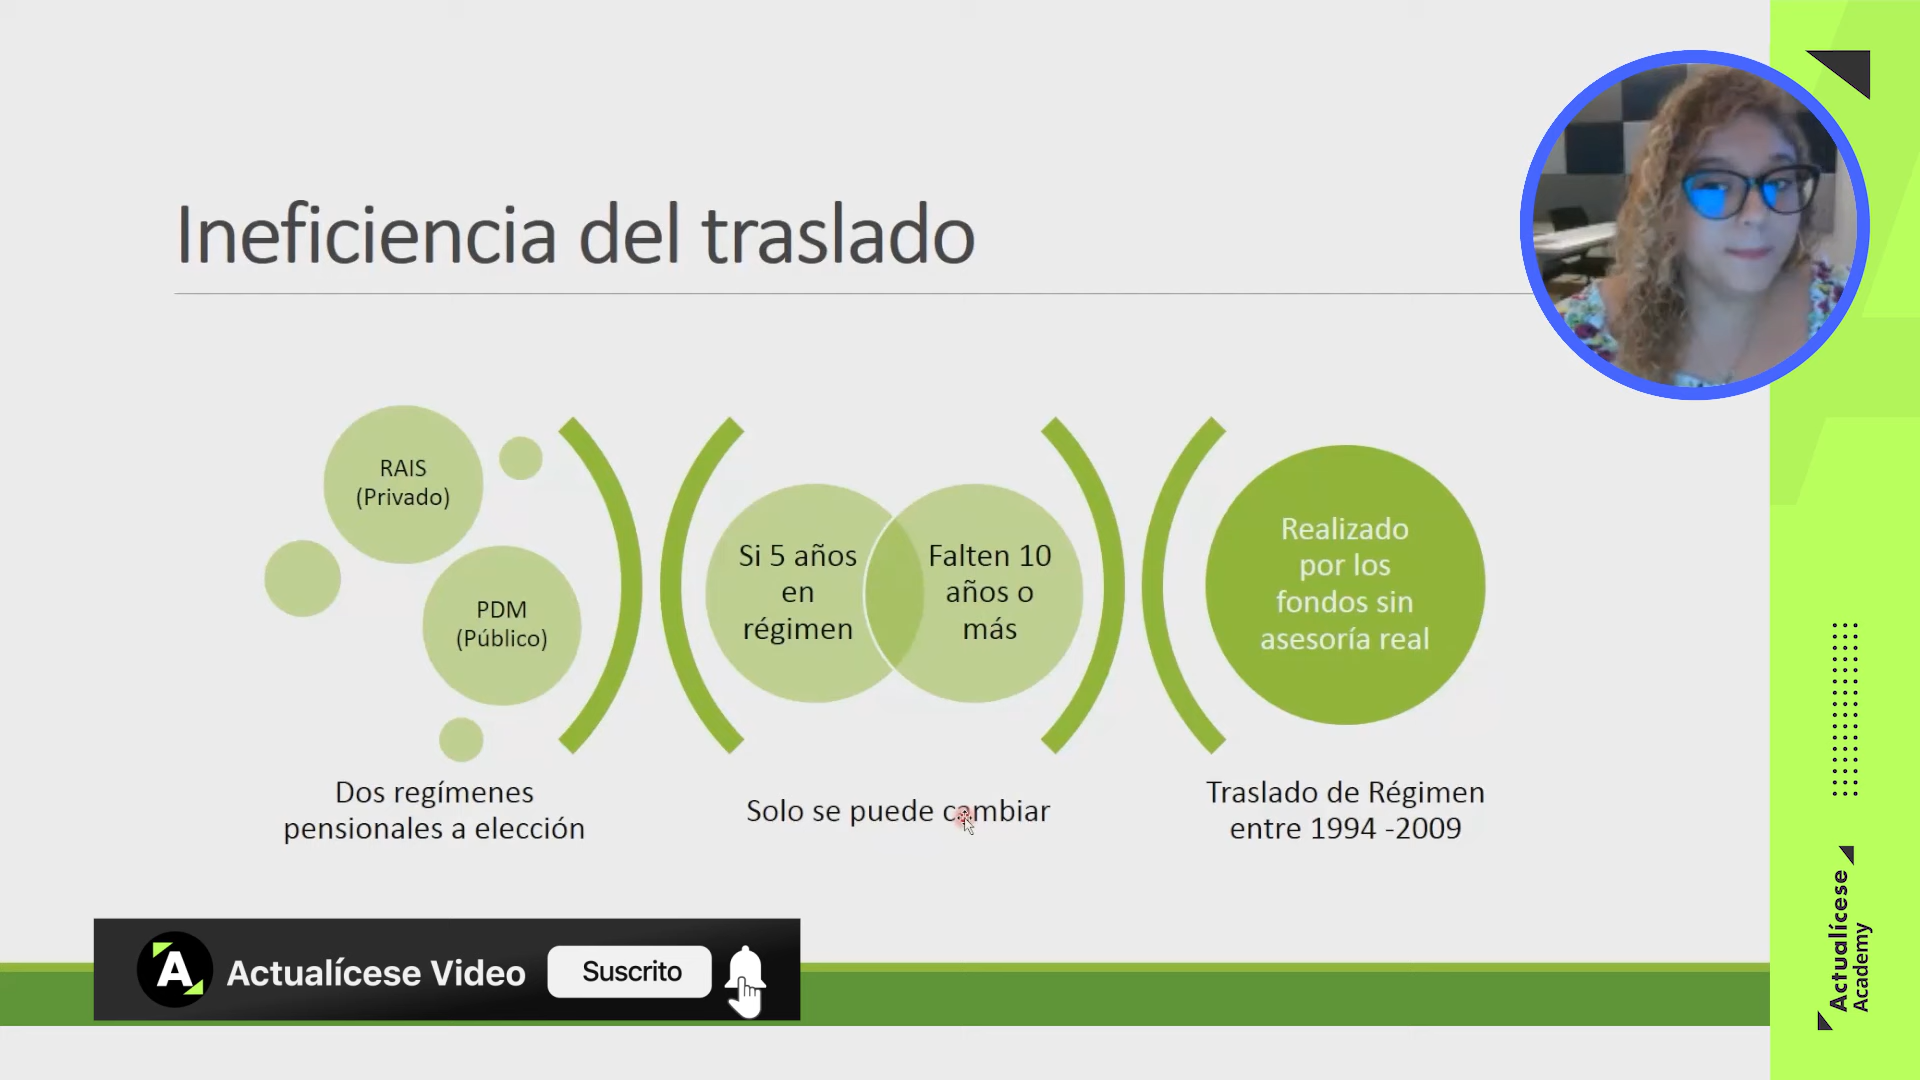 Ineficiencia del traslado
RAIS
(Privado)
PDM
(Público)
Dos regímenes
pensionales a elección
Si 5 años
en
régimen
Falten 10
años o
más
Solo se puede cambiar
Realizado
por los
fondos sin
asesoría real
Traslado de Régimen
entre 1994 -2009
A
Actualícese Video
Suscrito
Actualícese
Academy